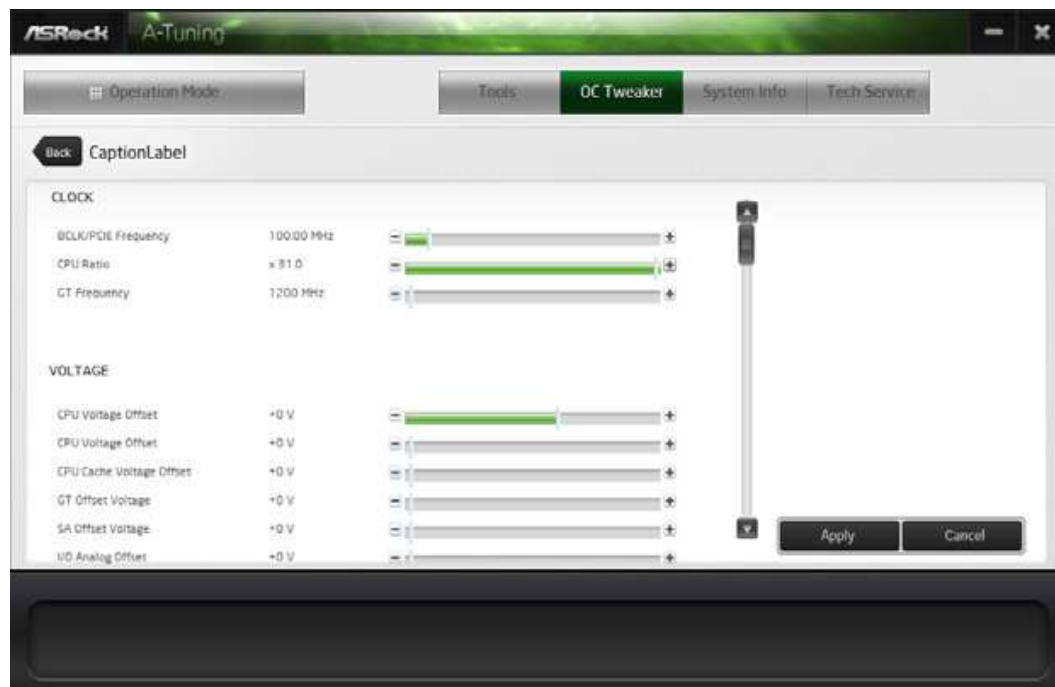 ASRock A-Tuning
Operation Mode Tools OC Tweaker System Info Tech Service
Back CaptionLabel
CLOCK
BCLK/PCIE Frequency 100.00 MHz
CPU Ratio x 31.0
GT Frequency 1200 MHz
VOLTAGE
CPU Voltage Offset +0 V
CPU Voltage Offset +0 V
CPU Cache Voltage Offset +0 V
GT Offset Voltage +0 V
SA Offset Voltage +0 V
I/O Analog Offset +0 V
Apply Cancel